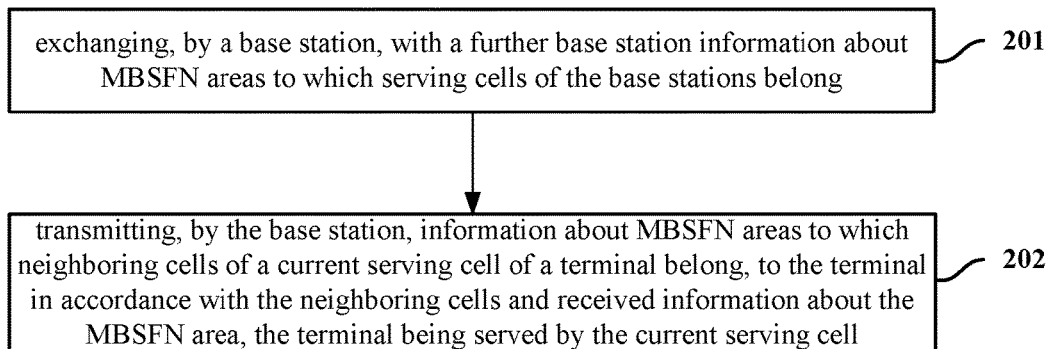 exchanging, by a base station, with a further base station information about
MBSFN areas to which serving cells of the base stations belong
201
transmitting, by the base station, information about MBSFN areas to which
neighboring cells of a current serving cell of a terminal belong, to the terminal
in accordance with the neighboring cells and received information about the
MBSFN area, the terminal being served by the current serving cell
202